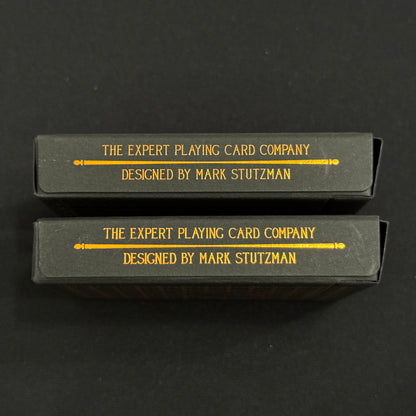 THE EXPERT PLAYING CARD COMPANY
DESIGNED BY MARK STUTZMAN
THE EXPERT PLAYING CARD COMPANY
DESIGNED BY MARK STUTZMAN